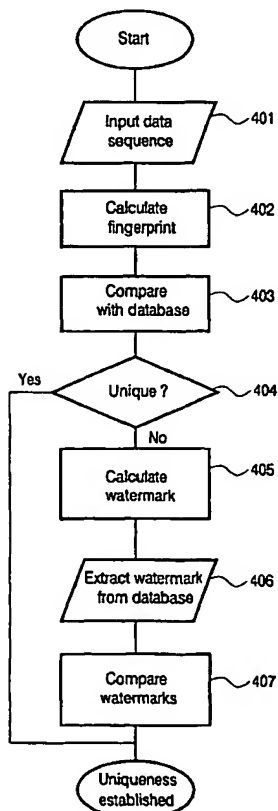 Start
Input data
sequence
401
Calculate
fingerprint
402
Compare
with database
403
Unique ?
404
Yes
No
Calculate
watermark
405
Extract watermark
from database
406
Compare
watermarks
407
Uniqueness
established